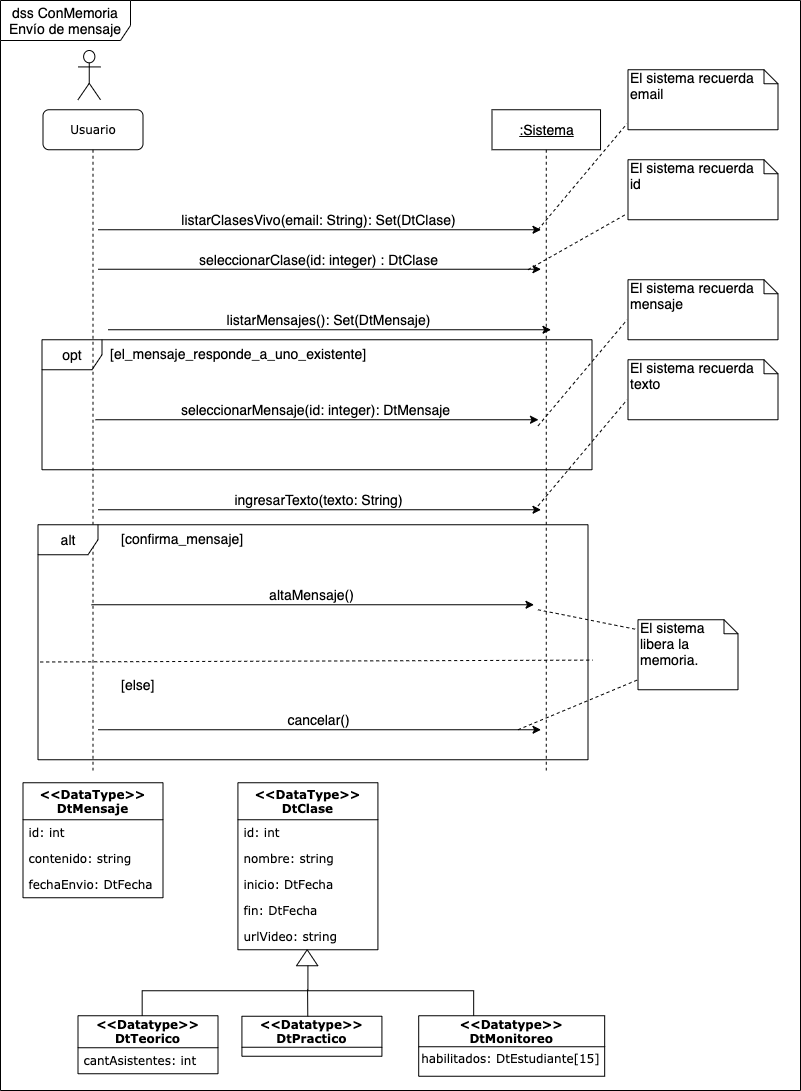 dss ConMemoria
Envío de mensaje
El sistema recuerda
email
Usuario
:Sistema
El sistema recuerda
id
listarClasesVivo(email: String): Set(DtClase)
seleccionarClase(id: integer) : DtClase
El sistema recuerda
mensaje
listarMensajes(): Set(DtMensaje)
opt
[el_mensaje_responde_a_uno_existente]
El sistema recuerda
texto
seleccionarMensaje(id: integer): DtMensaje
ingresarTexto(texto: String)
alt
[confirma_mensaje]
altaMensaje()
El sistema
libera la
memoria.
[else]
cancelar()
<<DataType>>
DtMensaje
id: int
contenido: string
fechaEnvio: DtFecha
<<DataType>>
DtClase
id: int
nombre: string
inicio: DtFecha
fin: DtFecha
urlVideo: string
<<Datatype>>
DtTeorico
cantAsistentes: int
<<Datatype>>
DtPractico
<<Datatype>>
DtMonitoreo
habilitados: DtEstudiante[15]